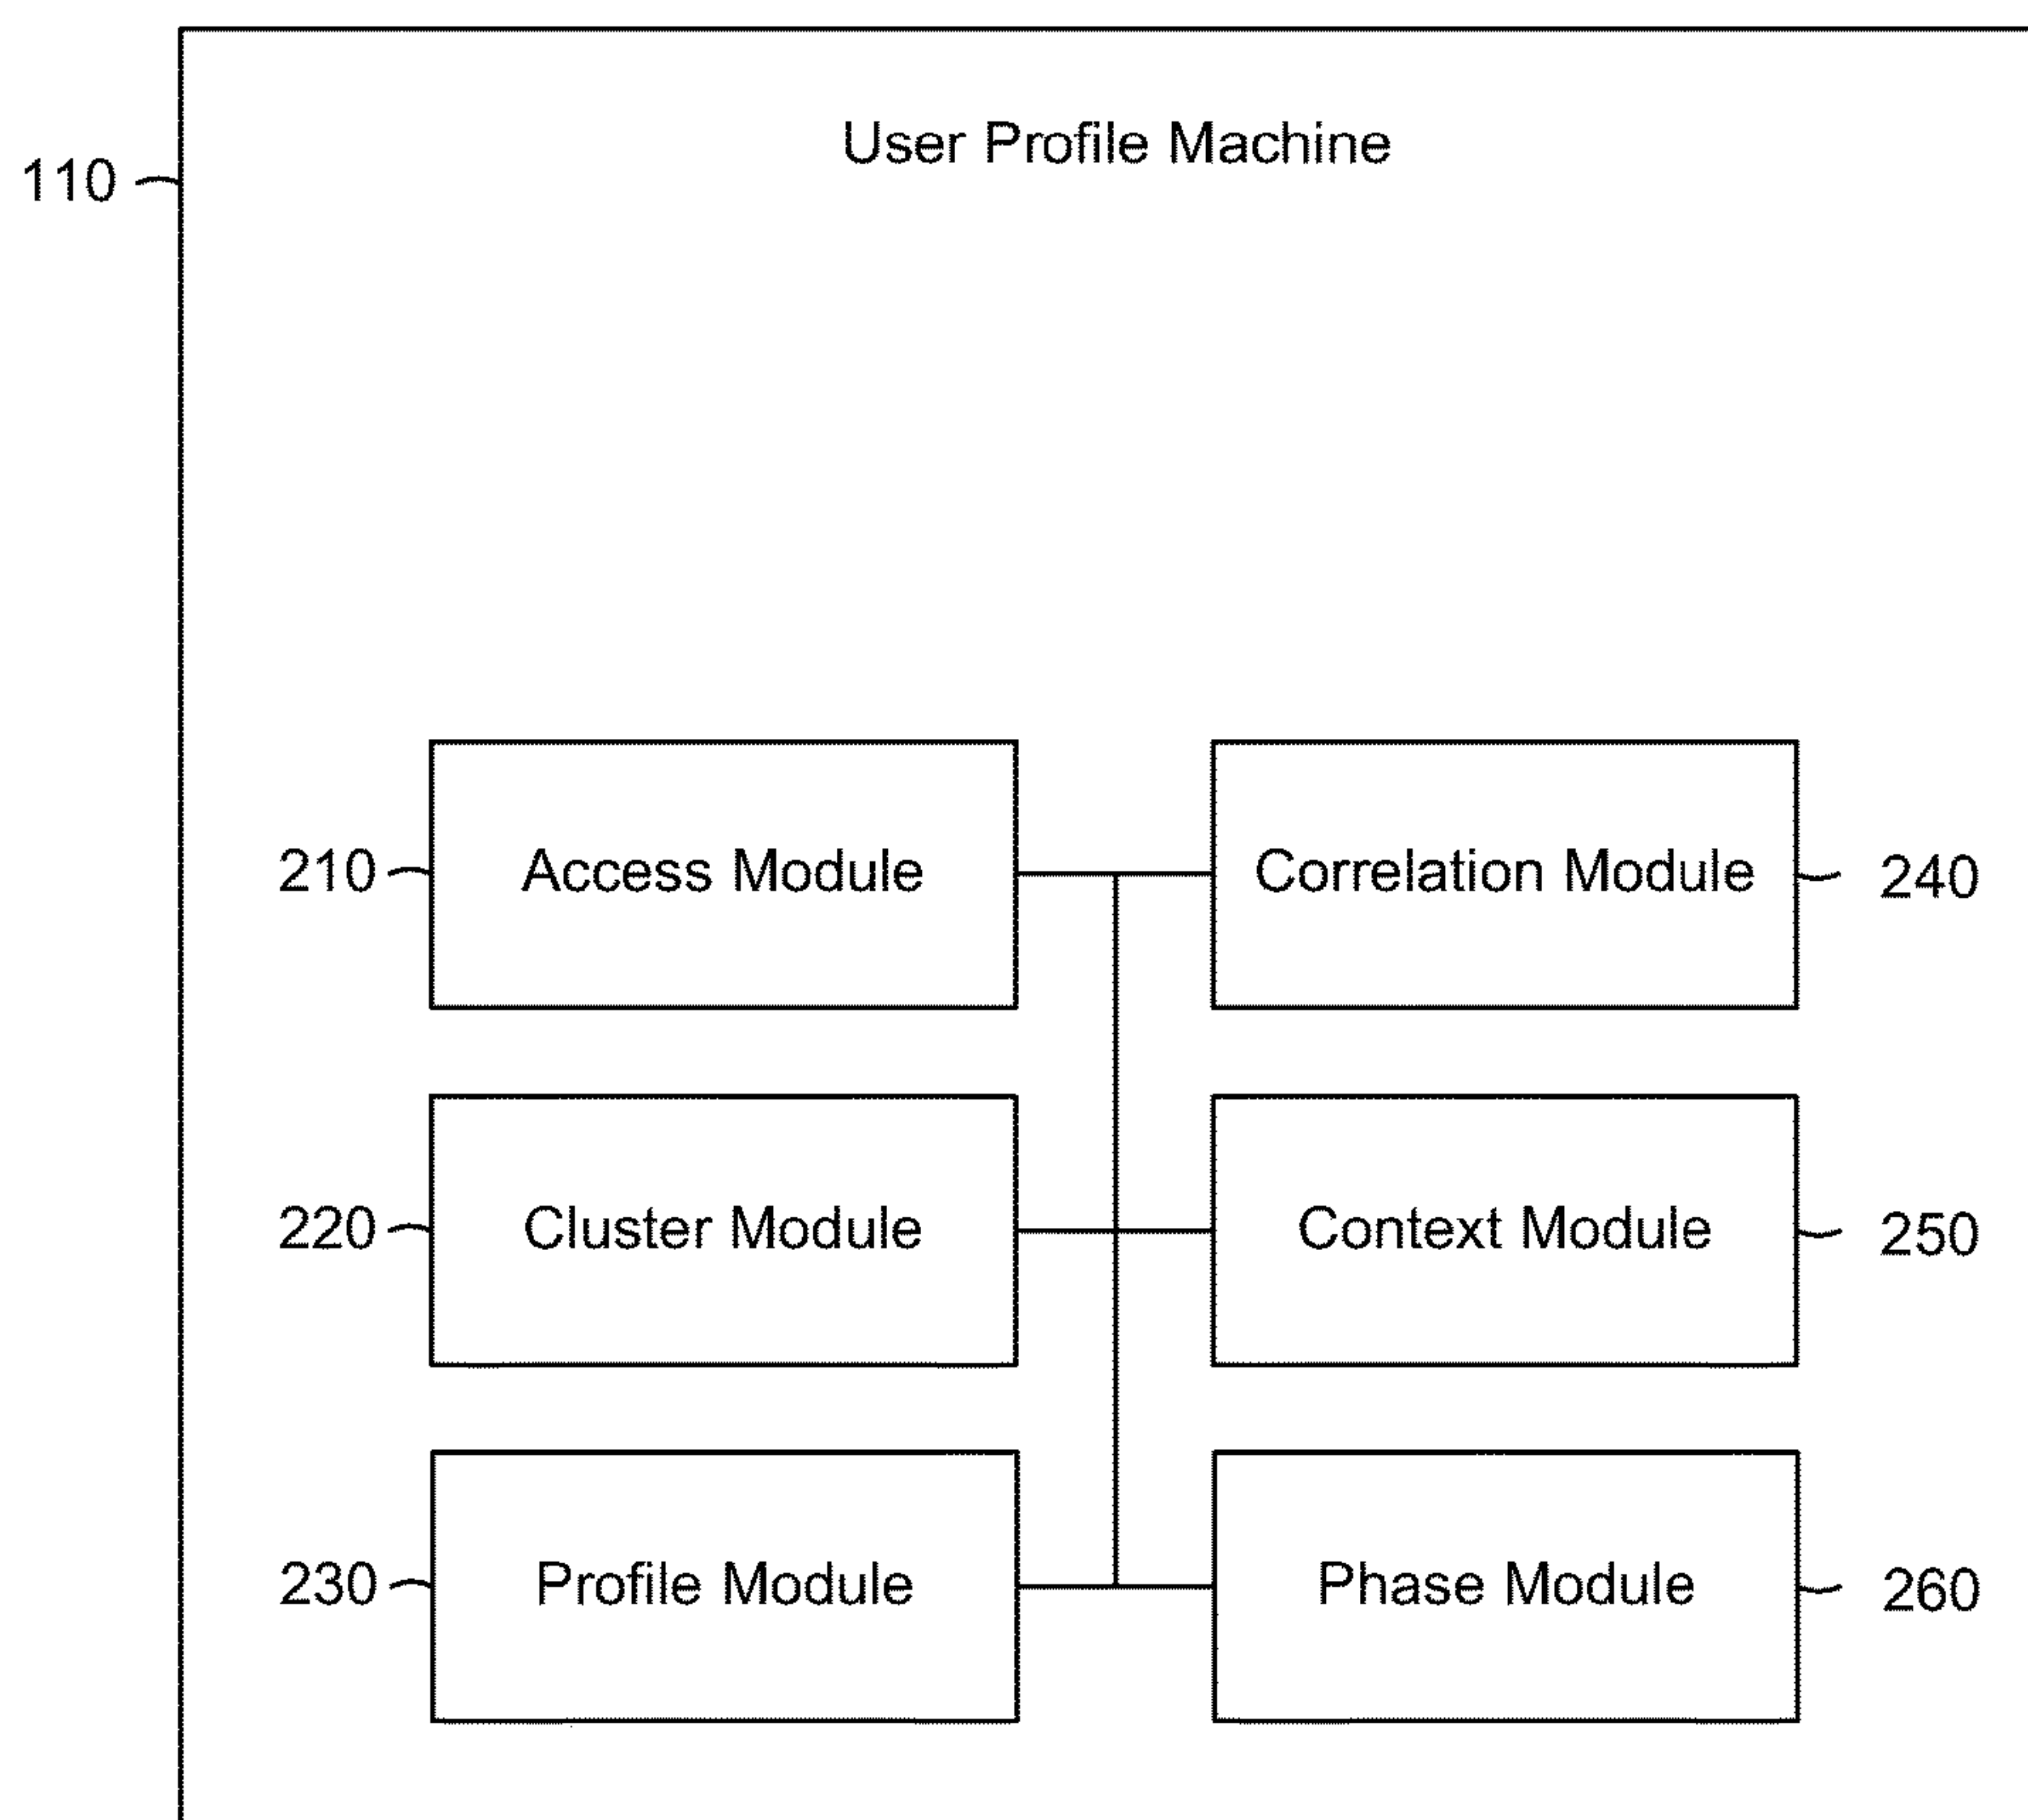 User Profile Machine
110
210 Access Module
Correlation Module 240
220 Cluster Module
Context Module 250
230 Profile Module
Phase Module 260